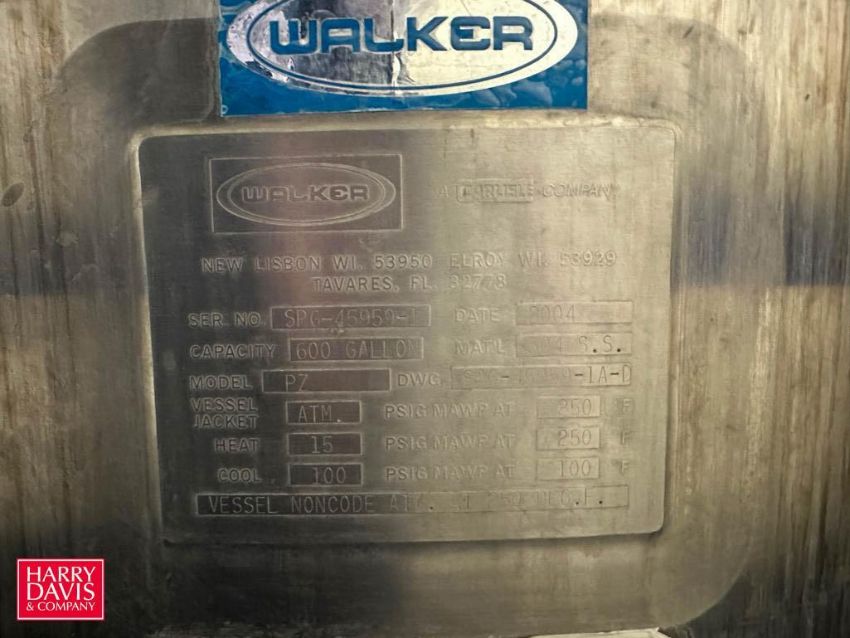 WALKER
WALKER A CARLISLE COMPANY
NEW LISBON WI. 53950 ELROY WI. 53929
TAVARES, FL. 32778
SER NO. DATE 2004
CAPACITY 600 GALLON MAT'L S.S.
MODEL PZ DWG.
VESSEL
JACKET ATM. PSIG MAWP AT 250 F
HEAT 15 PSIG MAWP AT 250 F
COOL 100 PSIG MAWP AT 100 F
VESSEL NONCODE
HARRY
DAVIS
& COMPANY